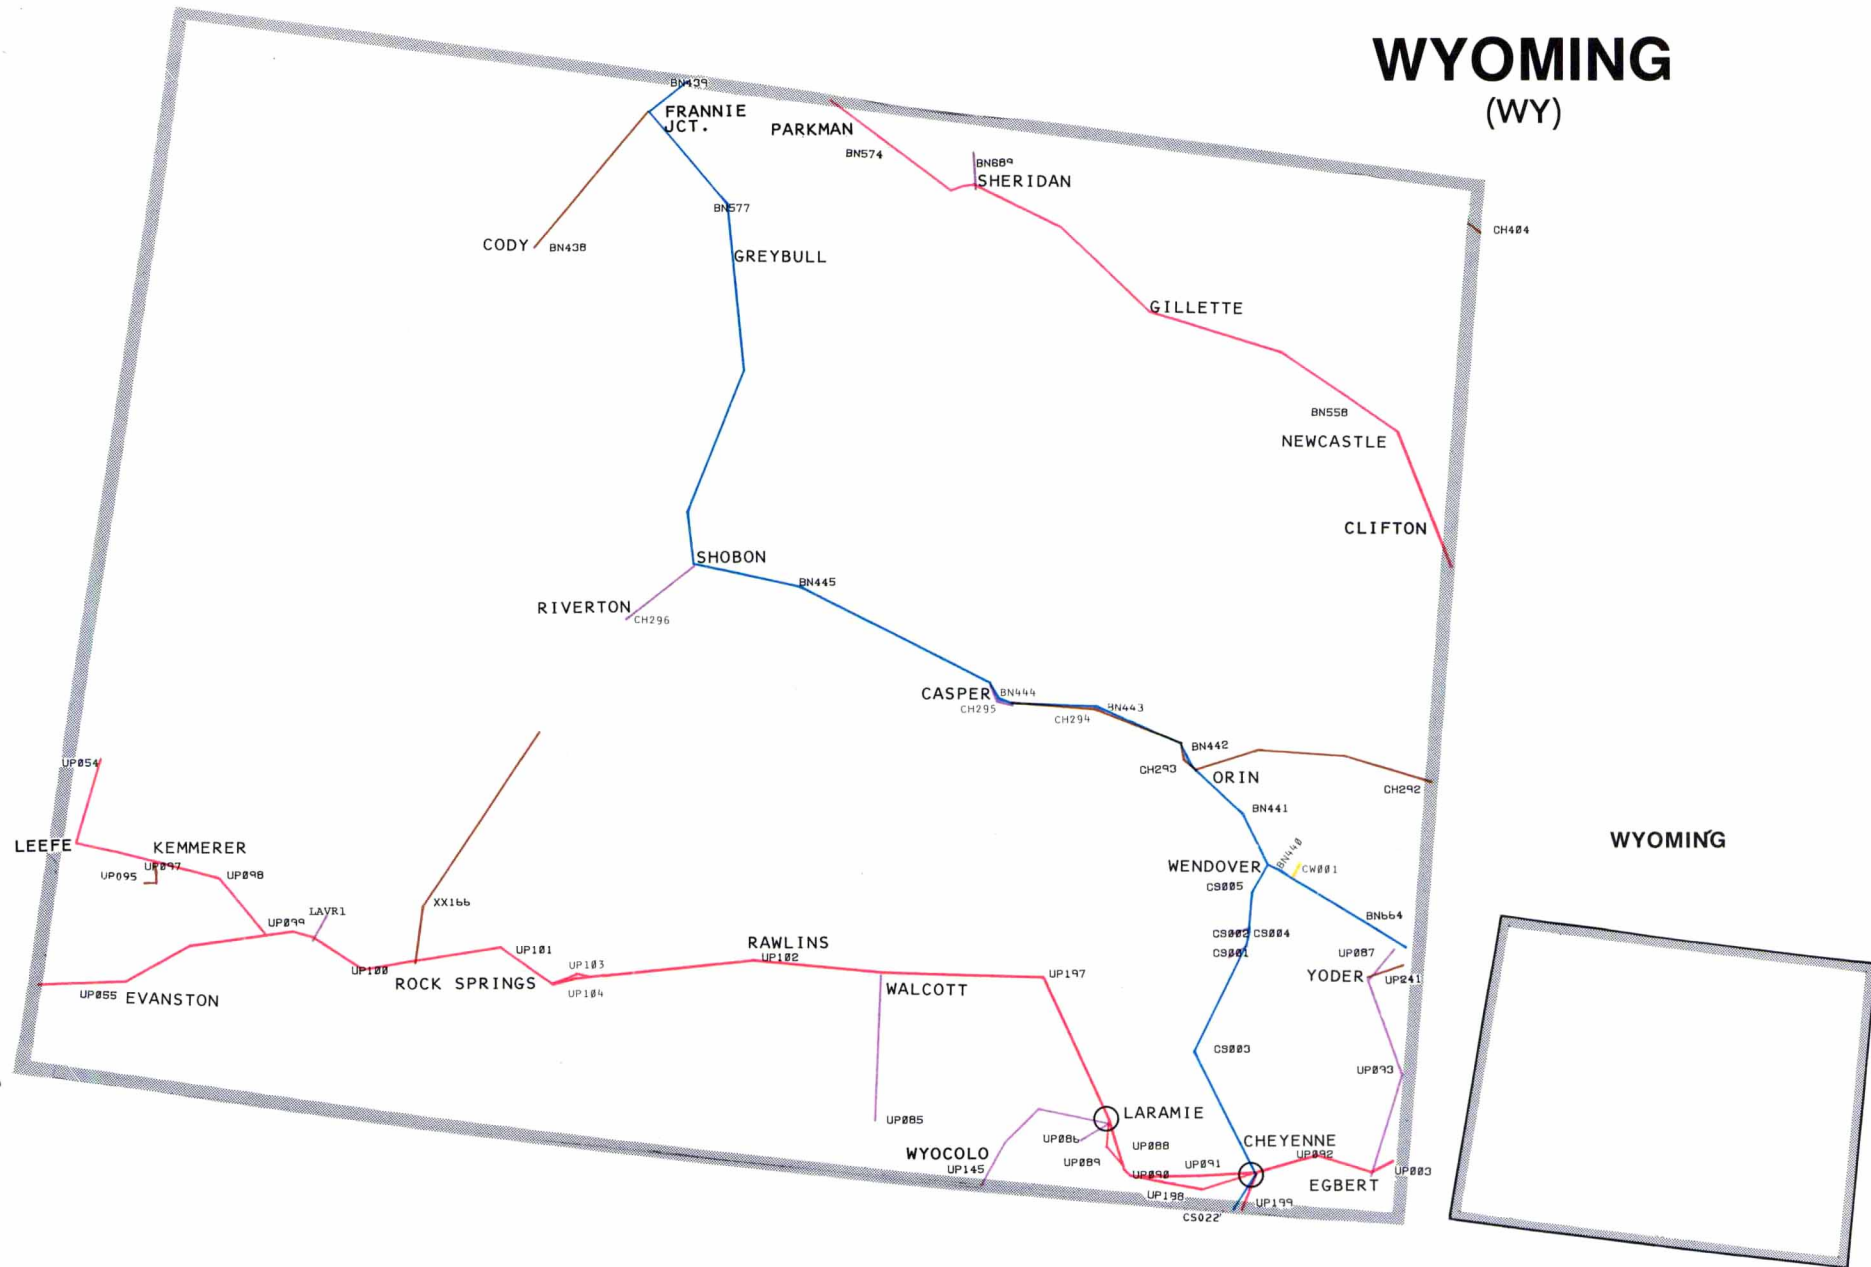 WYOMING
(WY)
BN439
FRANNIE
JCT.
PARKMAN
BN574
BN689
SHERIDAN
BN577
CODY
BN438
GREYBULL
CH404
GILLETTE
BN558
NEWCASTLE
CLIFTON
SHOBON
BN445
RIVERTON
CH296
CASPER
BN444
CH295
CH294
BN443
BN442
CH293
ORIN
CH292
BN441
UP054
LEEFE
KEMMERER
UP097
UP095
UP098
WENDOVER
BN440
CW001
CS005
WYOMING
XX166
LAVR1
UP099
BN664
CS002
CS004
CS001
UP087
RAWLINS
UP102
UP101
UP103
UP104
UP100
ROCK SPRINGS
UP197
WALCOTT
YODER
UP241
UP055
EVANSTON
CS003
UP093
UP085
LARAMIE
UP086
UP088
CHEYENNE
UP092
WYOCOLO
UP145
UP089
UP090
UP091
UP003
EGBERT
UP198
UP199
CS022